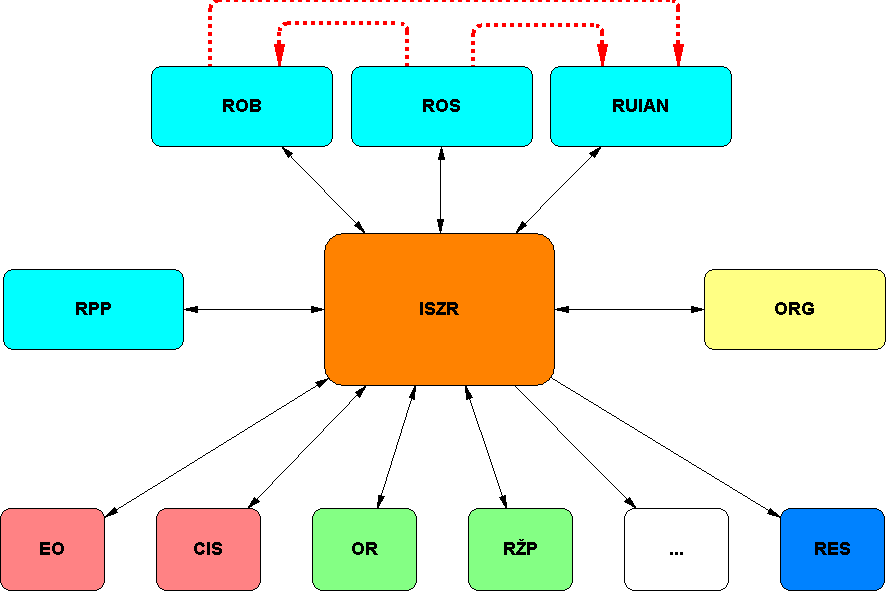 ROB
ROS
RUIAN
RPP
ISZR
ORG
EO
CIS
OR
RŽP
...
RES